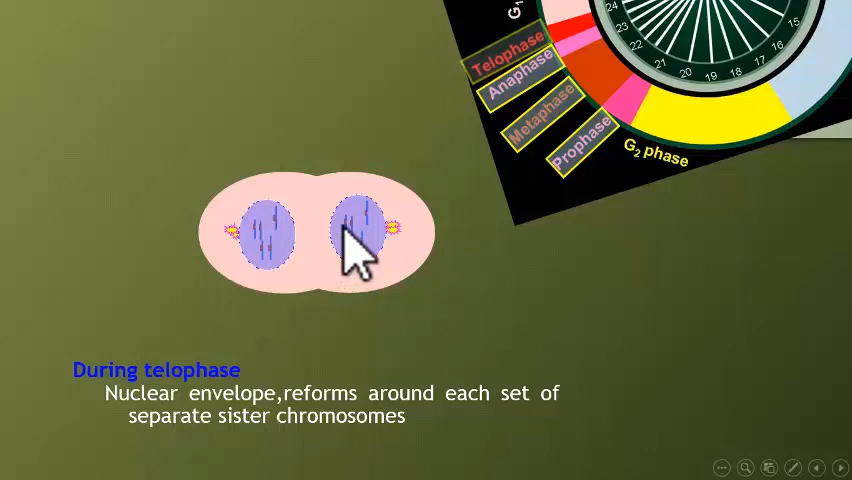 G1
Telophase
Anaphase
Metaphase
Prophase
G2 phase
24
23
22
21
20
19
18
17
16
15
During telophase
Nuclear envelope,reforms around each set of
separate sister chromosomes